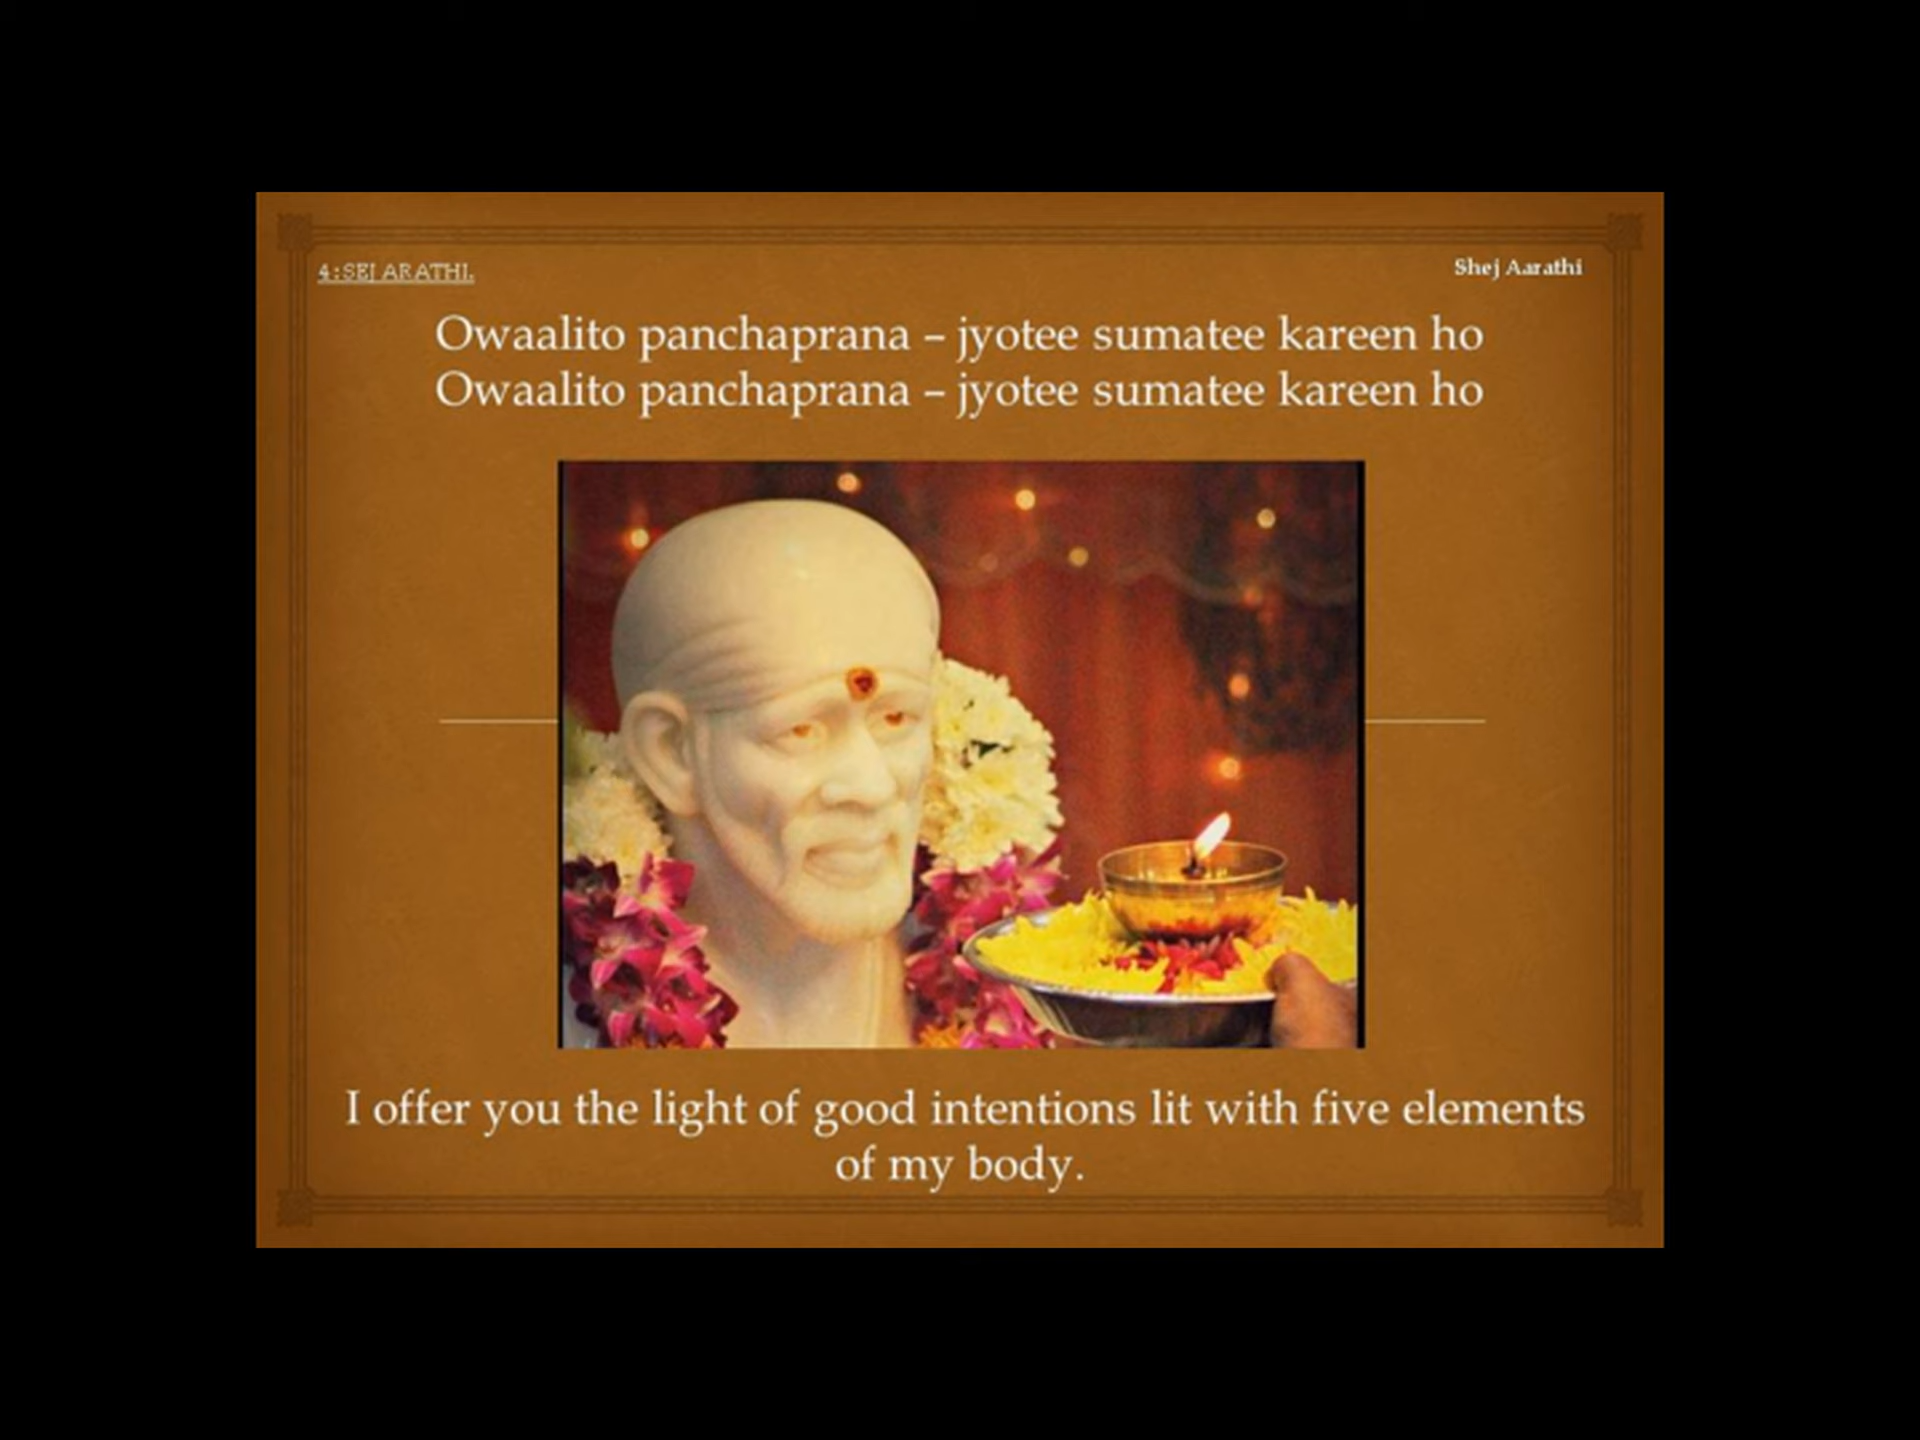 4: SEJ ARATHI.
Shej Aarathi
Owaalito panchaprana – jyotee sumatee kareen ho
Owaalito panchaprana – jyotee sumatee kareen ho
I offer you the light of good intentions lit with five elements
of my body.